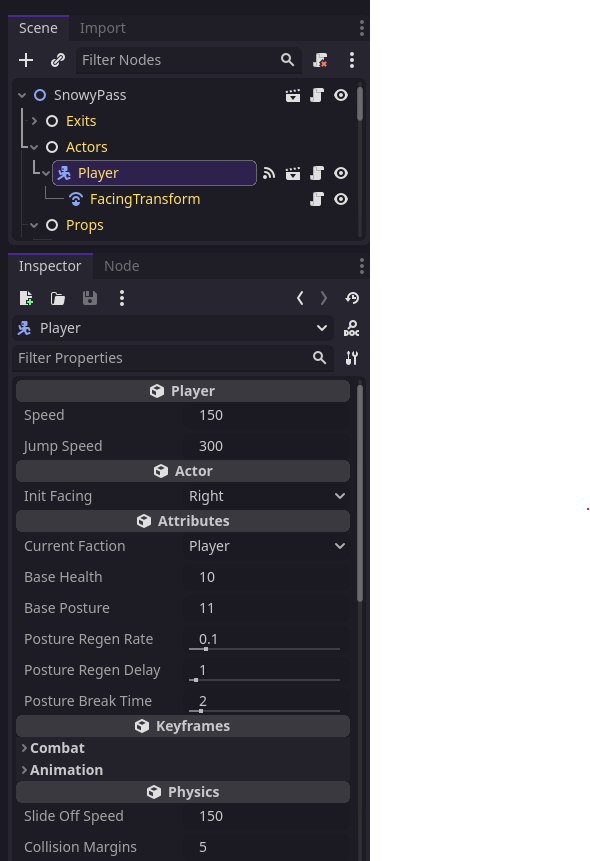 Scene Import
Filter Nodes
SnowyPass
Exits
Actors
Player
FacingTransform
Props
Inspector Node
Player
DOC
Filter Properties
Player
Speed 150
Jump Speed 300
Actor
Init Facing Right
Attributes
Current Faction Player
Base Health 10
Base Posture 11
Posture Regen Rate 0.1
Posture Regen Delay 1
Posture Break Time 2
Keyframes
Combat
Animation
Physics
Slide Off Speed 150
Collision Margins 5